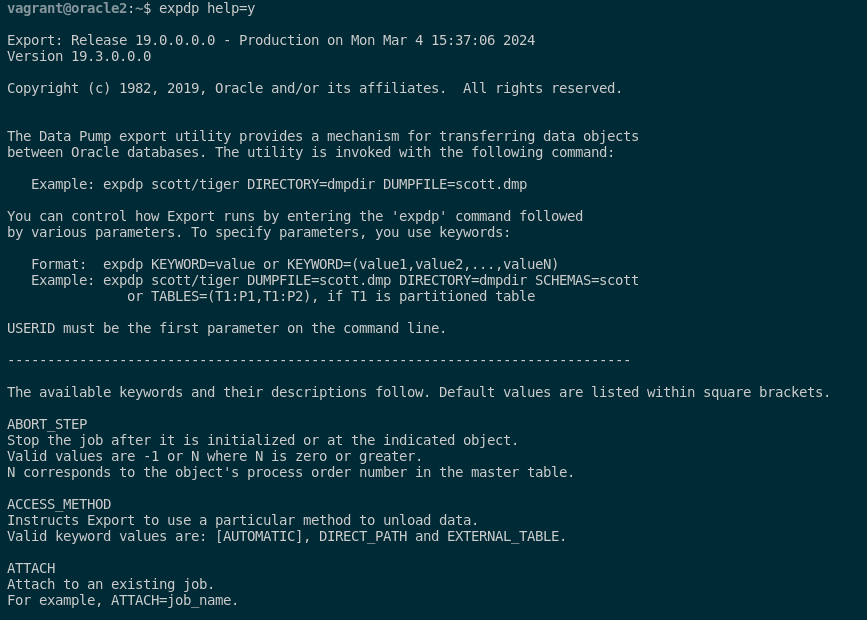 vagrant@oracle2:~$ expdp help=y
Export: Release 19.0.0.0.0 - Production on Mon Mar 4 15:37:06 2024
Version 19.3.0.0.0
Copyright (c) 1982, 2019, Oracle and/or its affiliates.  All rights reserved.
The Data Pump export utility provides a mechanism for transferring data objects
between Oracle databases. The utility is invoked with the following command:
   Example: expdp scott/tiger DIRECTORY=dmpdir DUMPFILE=scott.dmp
You can control how Export runs by entering the 'expdp' command followed
by various parameters. To specify parameters, you use keywords:
   Format:  expdp KEYWORD=value or KEYWORD=(value1,value2,...,valueN)
   Example: expdp scott/tiger DUMPFILE=scott.dmp DIRECTORY=dmpdir SCHEMAS=scott
               or TABLES=(T1:P1,T1:P2), if T1 is partitioned table
USERID must be the first parameter on the command line.
------------------------------------------------------------------------------
The available keywords and their descriptions follow. Default values are listed within square brackets.
ABORT_STEP
Stop the job after it is initialized or at the indicated object.
Valid values are -1 or N where N is zero or greater.
N corresponds to the object's process order number in the master table.
ACCESS_METHOD
Instructs Export to use a particular method to unload data.
Valid keyword values are: [AUTOMATIC], DIRECT_PATH and EXTERNAL_TABLE.
ATTACH
Attach to an existing job.
For example, ATTACH=job_name.